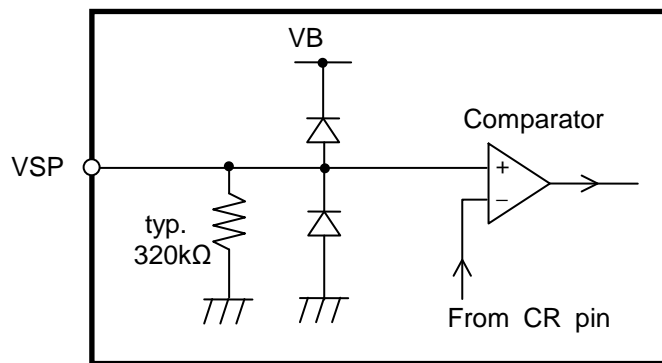 VB
Comparator
VSP
+
−
typ.
320kΩ
From CR pin